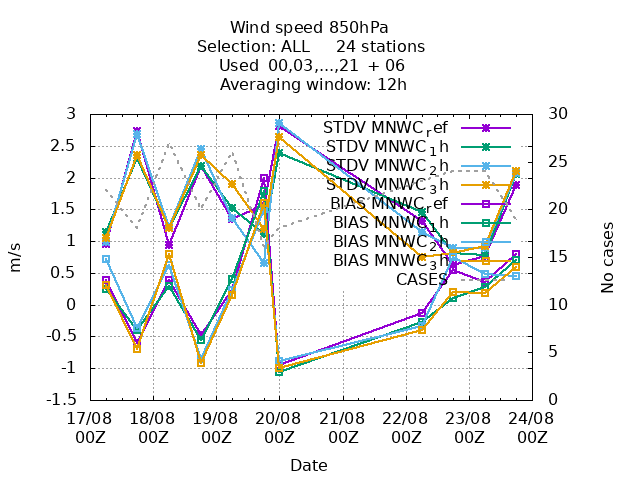 Wind speed 850hPa
Selection: ALL     24 stations
Used  00,03,...,21  + 06
Averaging window: 12h
m/s
No cases
3
2.5
2
1.5
1
0.5
0
-0.5
-1
-1.5
30
25
20
15
10
5
0
STDV MNWC_ref
STDV MNWC_1h
STDV MNWC_2h
STDV MNWC_3h
BIAS MNWC_ref
BIAS MNWC_1h
BIAS MNWC_2h
BIAS MNWC_3h
CASES
17/08 18/08 19/08 20/08 21/08 22/08 23/08 24/08
00Z 00Z 00Z 00Z 00Z 00Z 00Z 00Z
Date